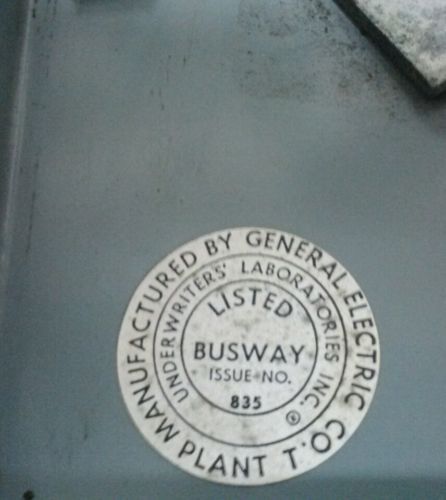 MANUFACTURED BY GENERAL ELECTRIC CO.
PLANT T
UNDERWRITERS' LABORATORIES INC. ®
LISTED
BUSWAY
ISSUE NO.
835